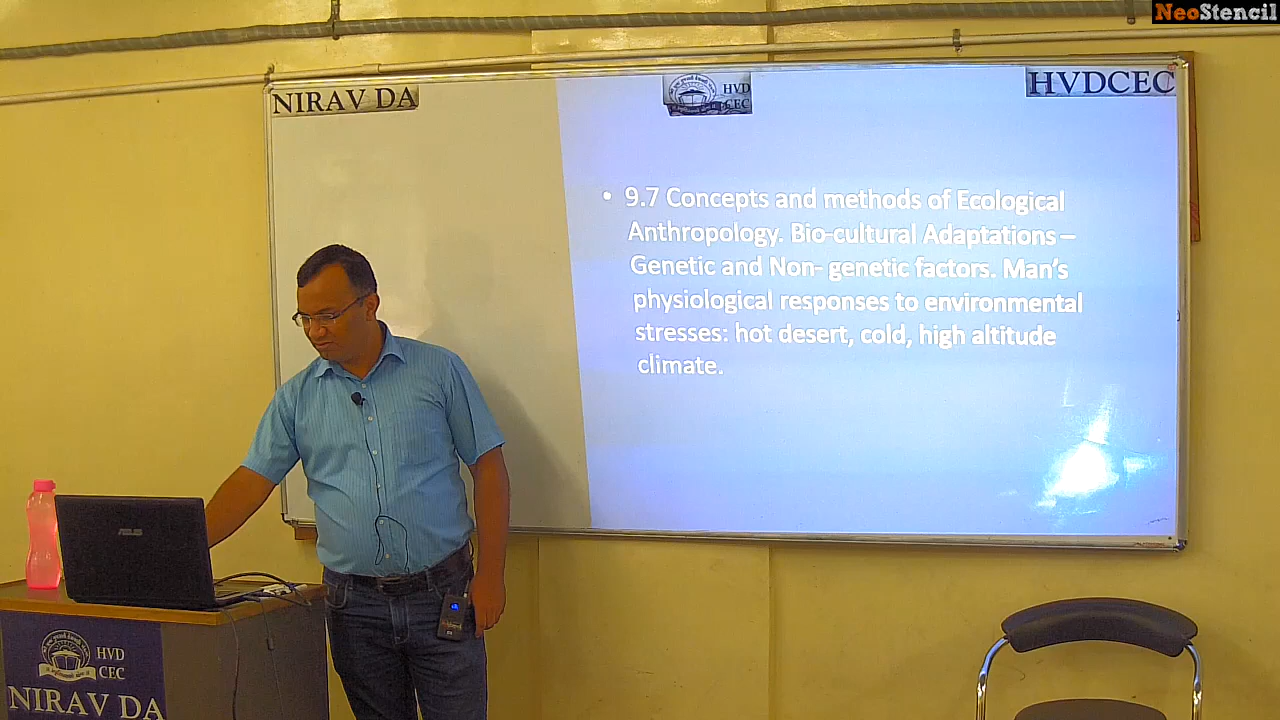 NeoStencil
NIRAV DA
HVD
CEC
HVDCEC
• 9.7 Concepts and methods of Ecological
Anthropology. Bio-cultural Adaptations –
Genetic and Non- genetic factors. Man's
physiological responses to environmental
stresses: hot desert, cold, high altitude
climate.
ASUS
HVD
CEC
NIRAV DA